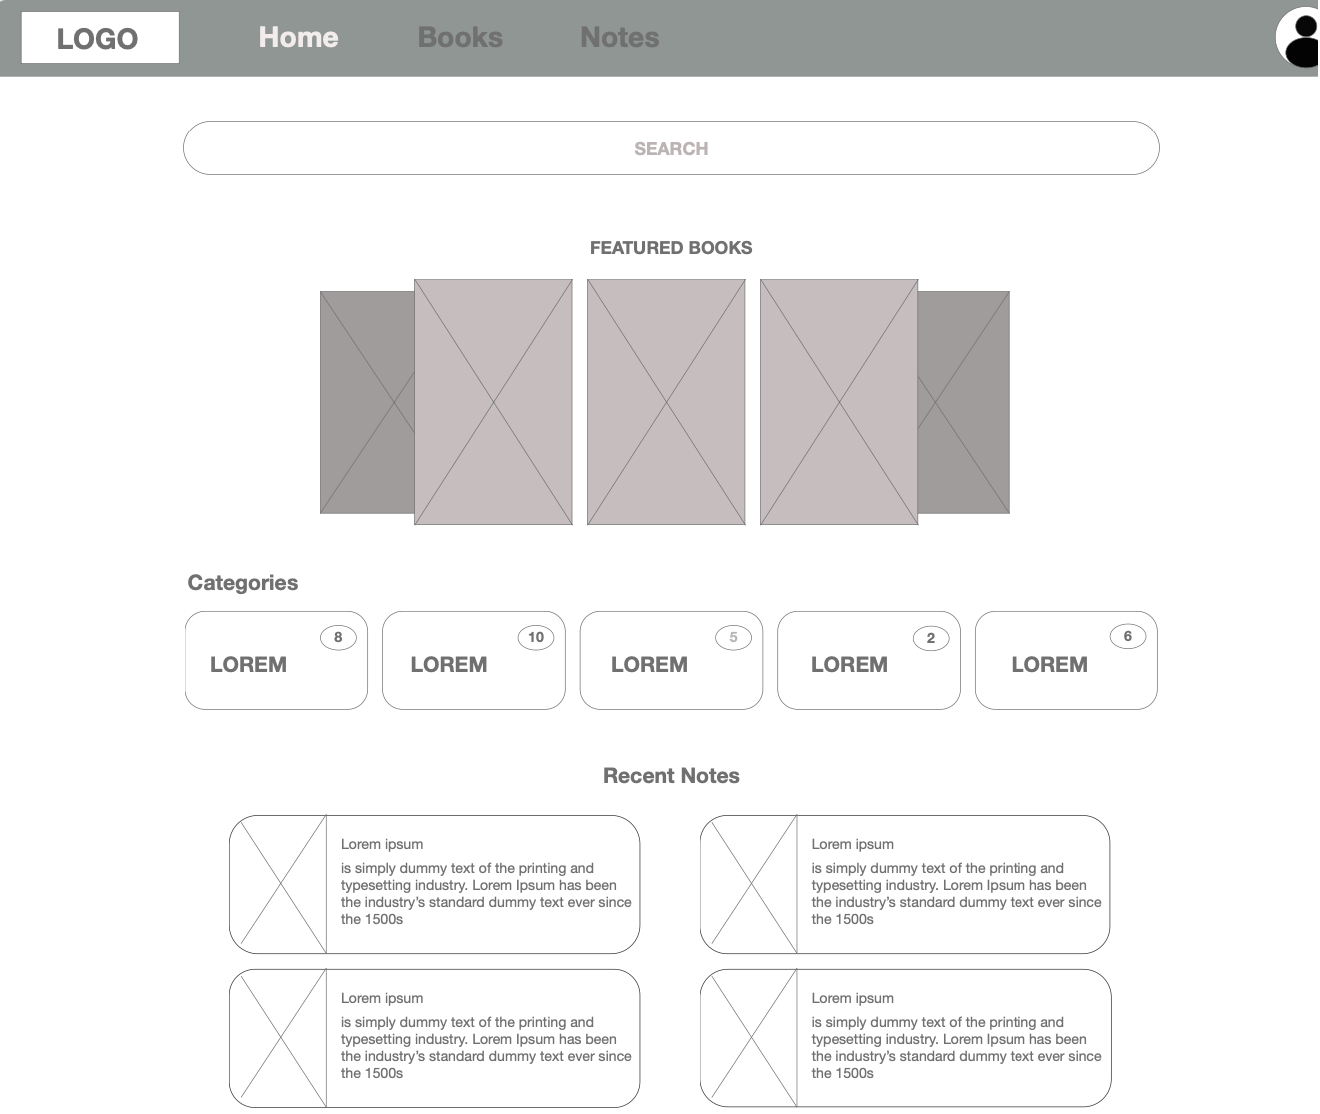 LOGO
Home
Books
Notes
SEARCH
FEATURED BOOKS
Categories
8
LOREM
10
LOREM
5
LOREM
2
LOREM
6
LOREM
Recent Notes
Lorem ipsum
is simply dummy text of the printing and
typesetting industry. Lorem Ipsum has been
the industry’s standard dummy text ever since
the 1500s
Lorem ipsum
is simply dummy text of the printing and
typesetting industry. Lorem Ipsum has been
the industry’s standard dummy text ever since
the 1500s
Lorem ipsum
is simply dummy text of the printing and
typesetting industry. Lorem Ipsum has been
the industry’s standard dummy text ever since
the 1500s
Lorem ipsum
is simply dummy text of the printing and
typesetting industry. Lorem Ipsum has been
the industry’s standard dummy text ever since
the 1500s